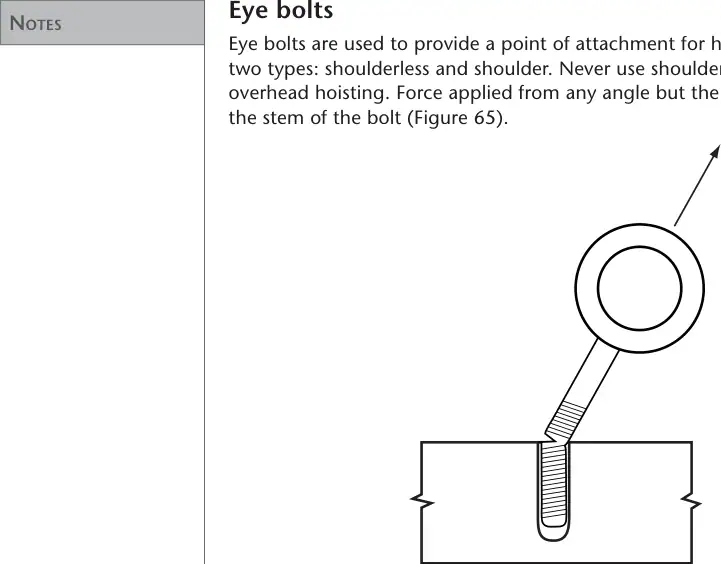 NOTES
Eye bolts
Eye bolts are used to provide a point of attachment for h
two types: shoulderless and shoulder. Never use shoulder
overhead hoisting. Force applied from any angle but the
the stem of the bolt (Figure 65).